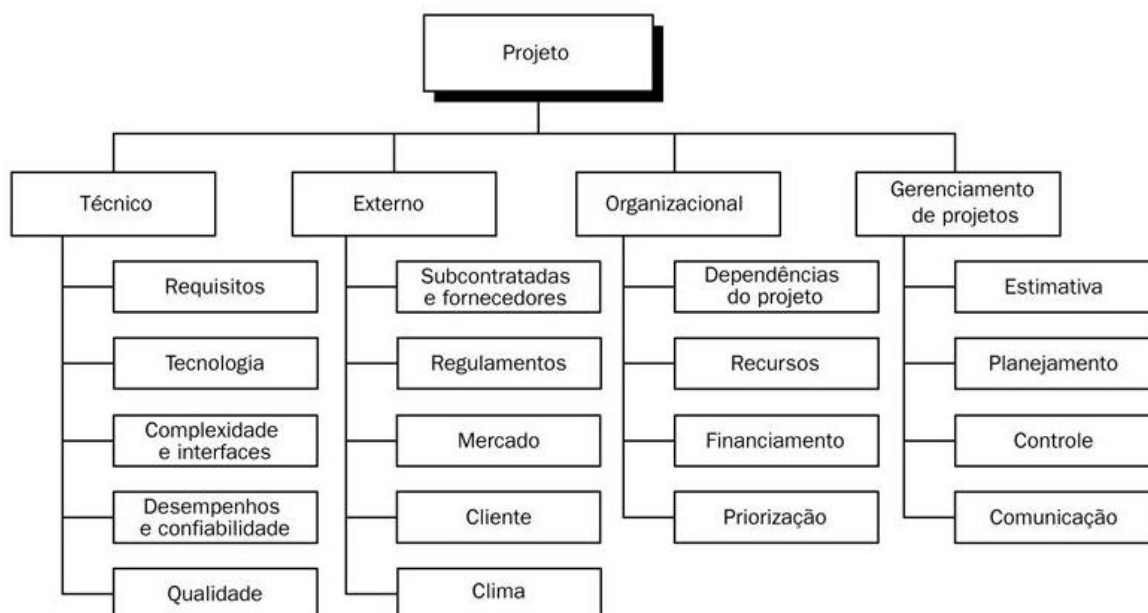 Projeto
Técnico
Externo
Organizacional
Gerenciamento
de projetos
Requisitos
Tecnologia
Complexidade
e interfaces
Desempenhos
e confiabilidade
Qualidade
Subcontratadas
e fornecedores
Regulamentos
Mercado
Cliente
Clima
Dependências
do projeto
Recursos
Financiamento
Priorização
Estimativa
Planejamento
Controle
Comunicação